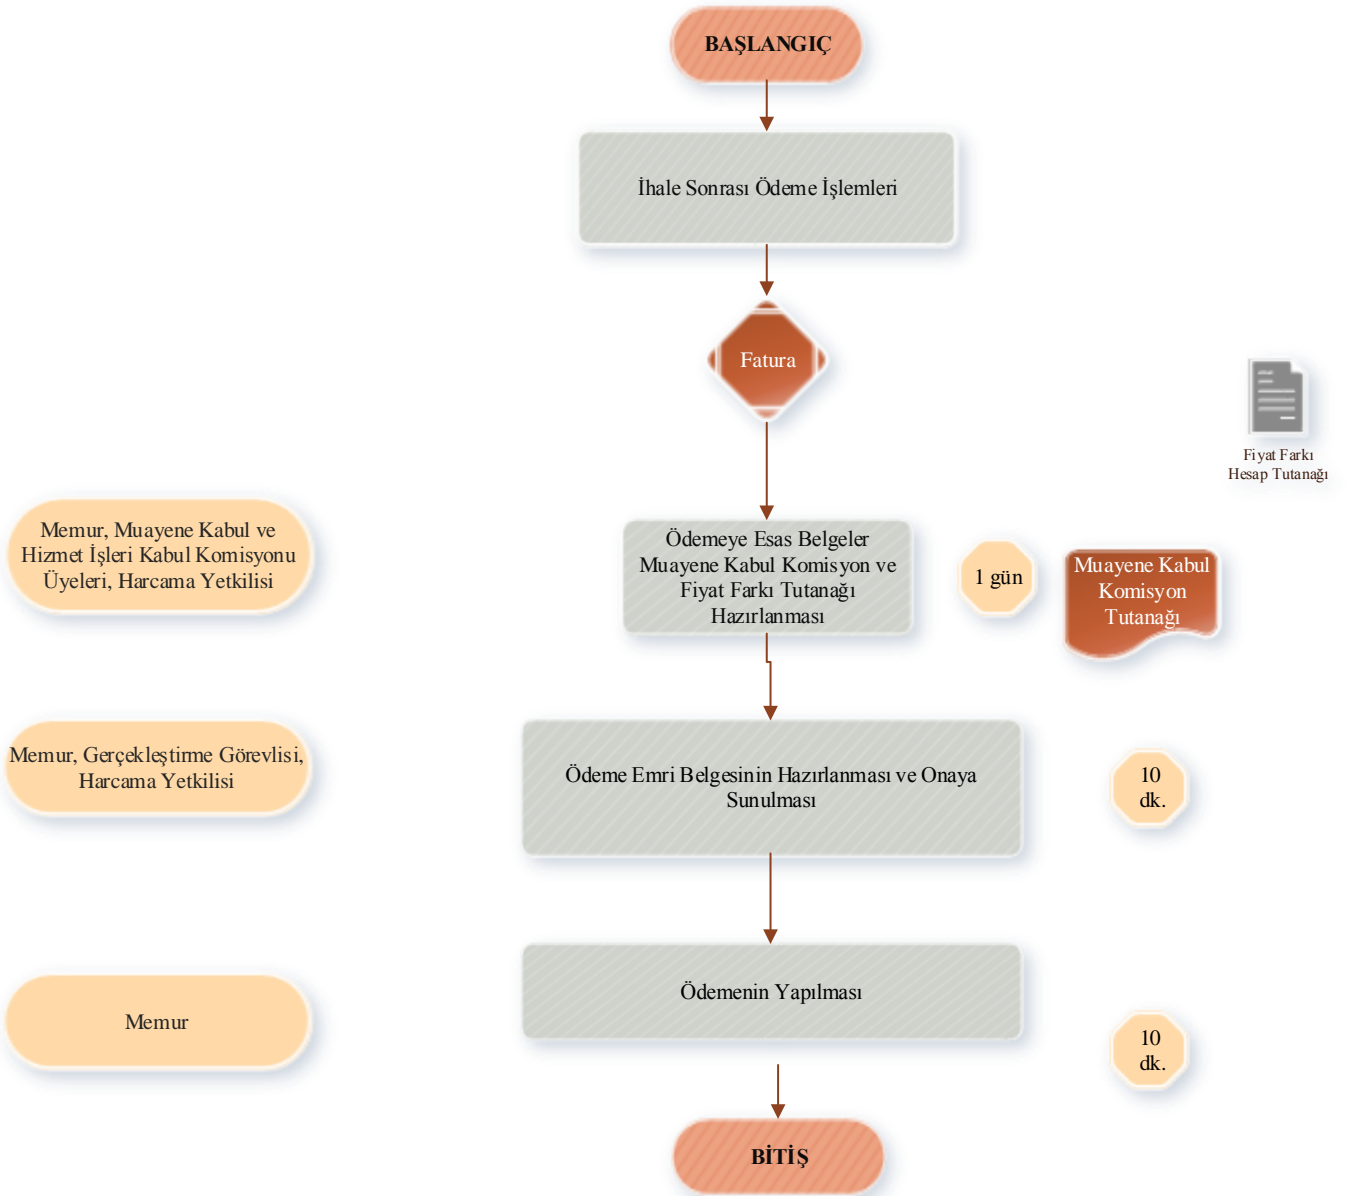 BAŞLANGIÇ
İhale Sonrası Ödeme İşlemleri
Fatura
Fiyat Farkı
Hesap Tutanağı
Memur, Muayene Kabul ve
Hizmet İşleri Kabul Komisyonu
Üyeleri, Harcama Yetkilisi
Ödemeye Esas Belgeler
Muayene Kabul Komisyon ve
Fiyat Farkı Tutanağı
Hazırlanması
1 gün
Muayene Kabul
Komisyon
Tutanağı
Memur, Gerçekleştirme Görevlisi,
Harcama Yetkilisi
Ödeme Emri Belgesinin Hazırlanması ve Onaya
Sunulması
10
dk.
Memur
Ödemenin Yapılması
10
dk.
BİTİŞ